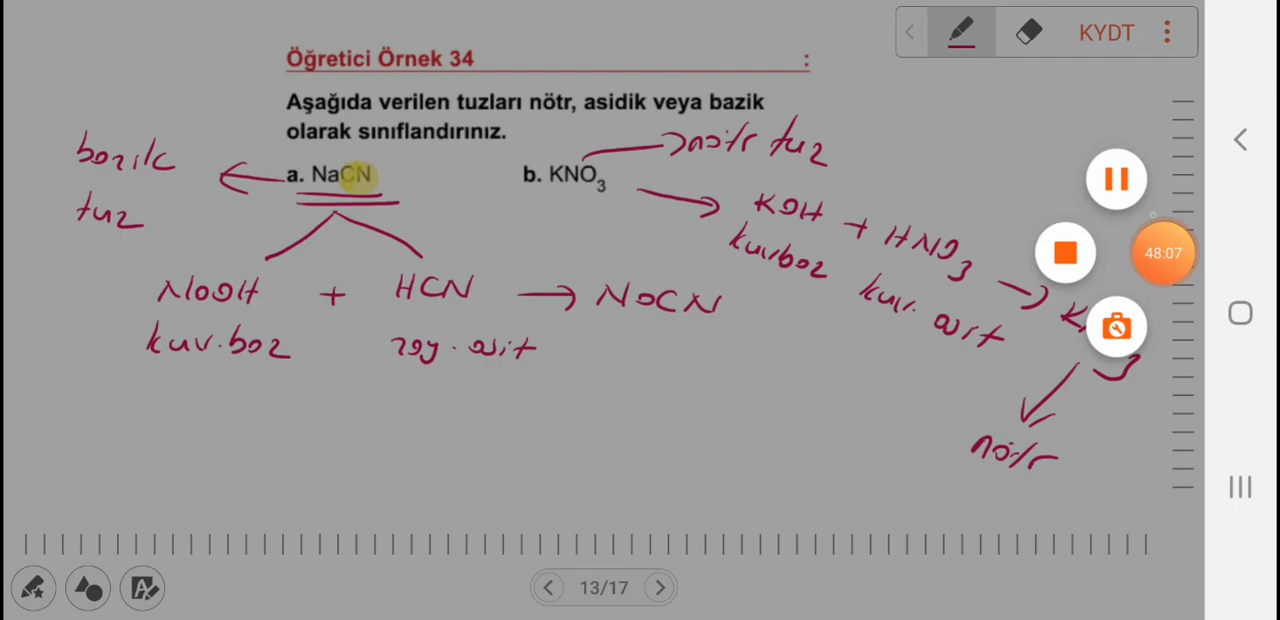 KYDT
Öğretici Örnek 34 :
Aşağıda verilen tuzları nötr, asidik veya bazik
olarak sınıflandırınız.
bazik
tuz
a. NaCN
b. KNO3
nötr tuz
KOH + HNO3 →
kuv baz kuv. asit
NaOH + HCN → NaCN
kuv. baz zay. asit
nötr
48:07
13/17